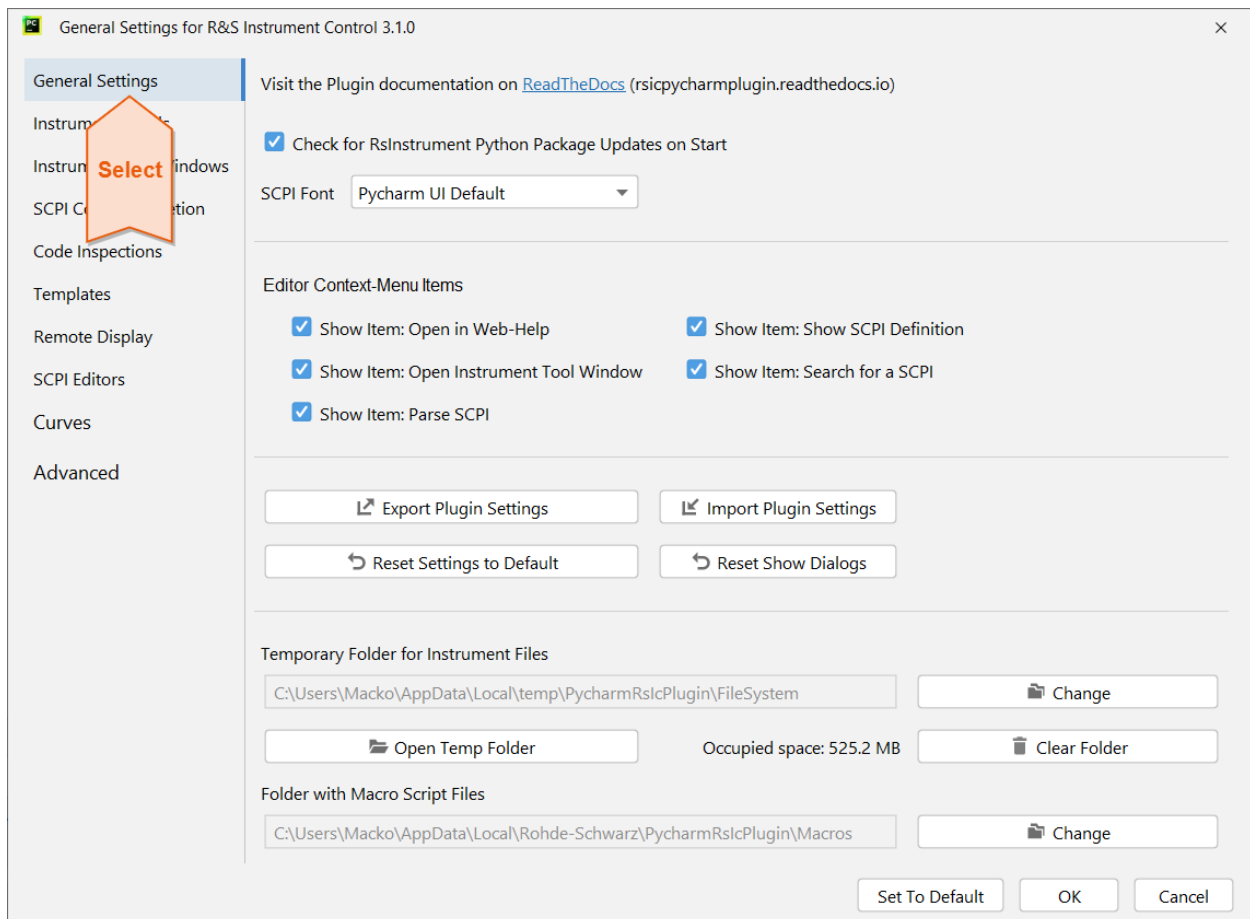 General Settings for R&S Instrument Control 3.1.0
General Settings
Select
indows
SCPI
Code Inspections
Templates
Remote Display
SCPI Editors
Curves
Advanced
Visit the Plugin documentation on ReadTheDocs (rsicpycharmplugin.readthedocs.io)
Check for RsInstrument Python Package Updates on Start
SCPI Font Pycharm UI Default
Editor Context-Menu Items
Show Item: Open in Web-Help Show Item: Show SCPI Definition
Show Item: Open Instrument Tool Window Show Item: Search for a SCPI
Show Item: Parse SCPI
Export Plugin Settings Import Plugin Settings
Reset Settings to Default Reset Show Dialogs
Temporary Folder for Instrument Files
C:\Users\Macko\AppData\Local\temp\PycharmRsIcPlugin\FileSystem Change
Open Temp Folder Occupied space: 525.2 MB Clear Folder
Folder with Macro Script Files
C:\Users\Macko\AppData\Local\Rohde-Schwarz\PycharmRsIcPlugin\Macros Change
Set To Default OK Cancel